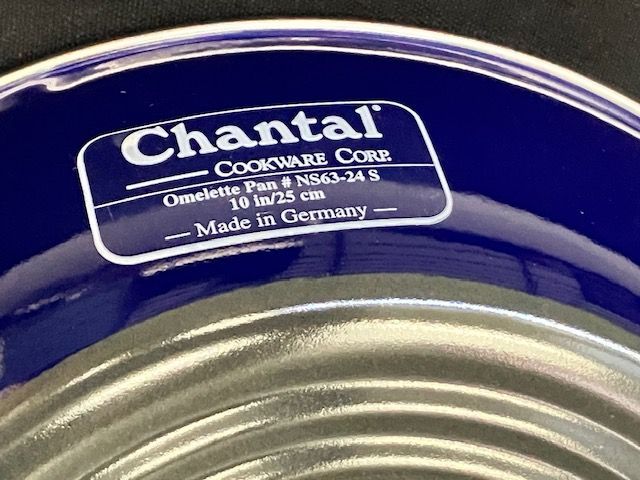 Chantal
COOKWARE CORP.
Omelette Pan # NS63-24 S
10 in/25 cm
— Made in Germany —